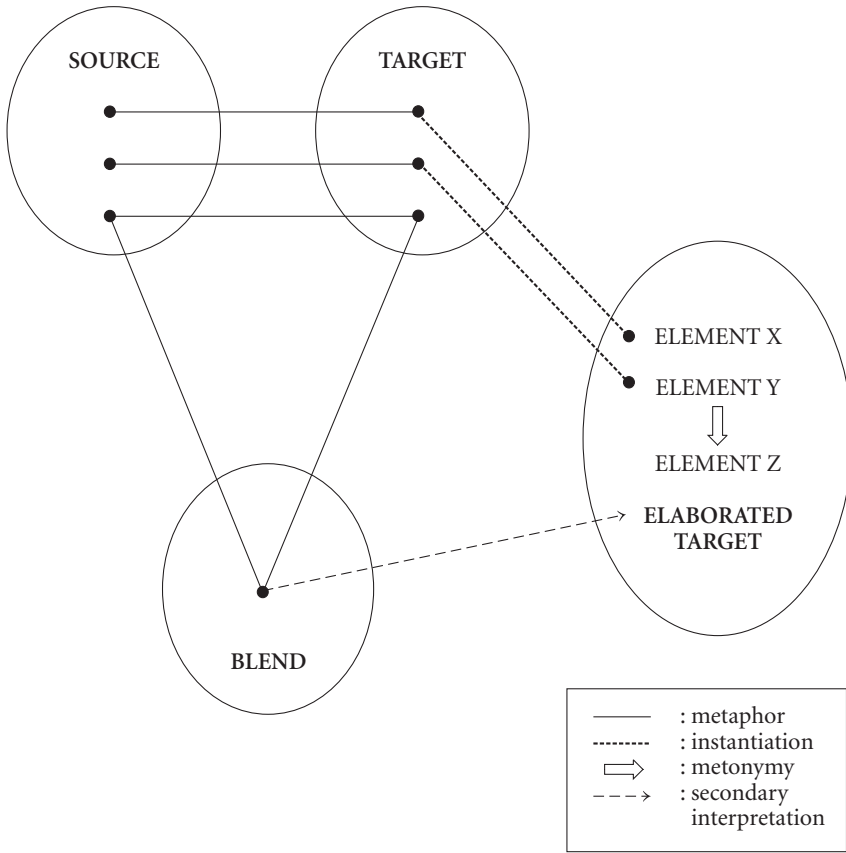 SOURCE
TARGET
ELEMENT X
ELEMENT Y
ELEMENT Z
ELABORATED
TARGET
BLEND
: metaphor
: instantiation
: metonymy
: secondary
interpretation